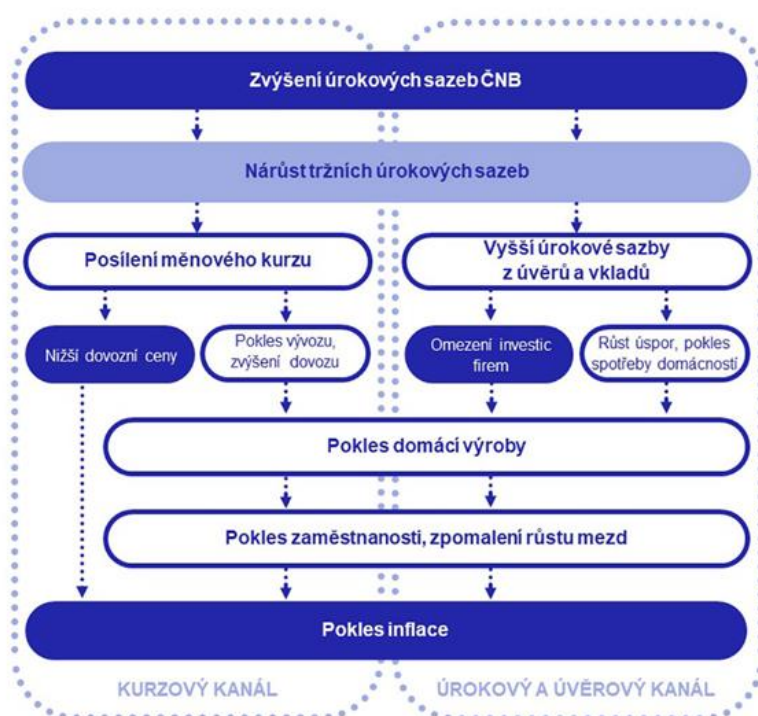 Zvýšení úrokových sazeb ČNB
Nárůst tržních úrokových sazeb
Posílení měnového kurzu
Vyšší úrokové sazby
z úvěrů a vkladů
Nižší dovozní ceny
Pokles vývozu,
zvýšení dovozu
Omezení investic
firem
Růst úspor, pokles
spotřeby domácností
Pokles domácí výroby
Pokles zaměstnanosti, zpomalení růstu mezd
Pokles inflace
KURZOVÝ KANÁL
ÚROKOVÝ A ÚVĚROVÝ KANÁL